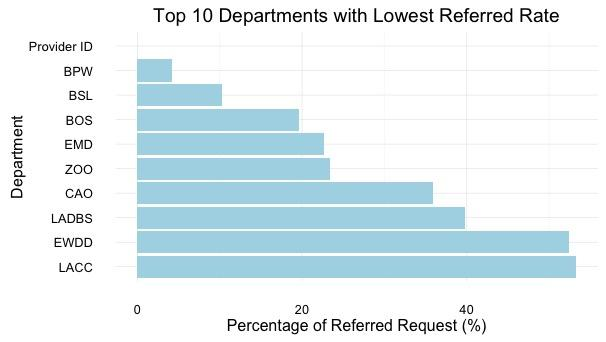 Top 10 Departments with Lowest Referred Rate
Department
Provider ID
BPW
BSL
BOS
EMD
ZOO
CAO
LADBS
EWDD
LACC
0 20 40
Percentage of Referred Request (%)